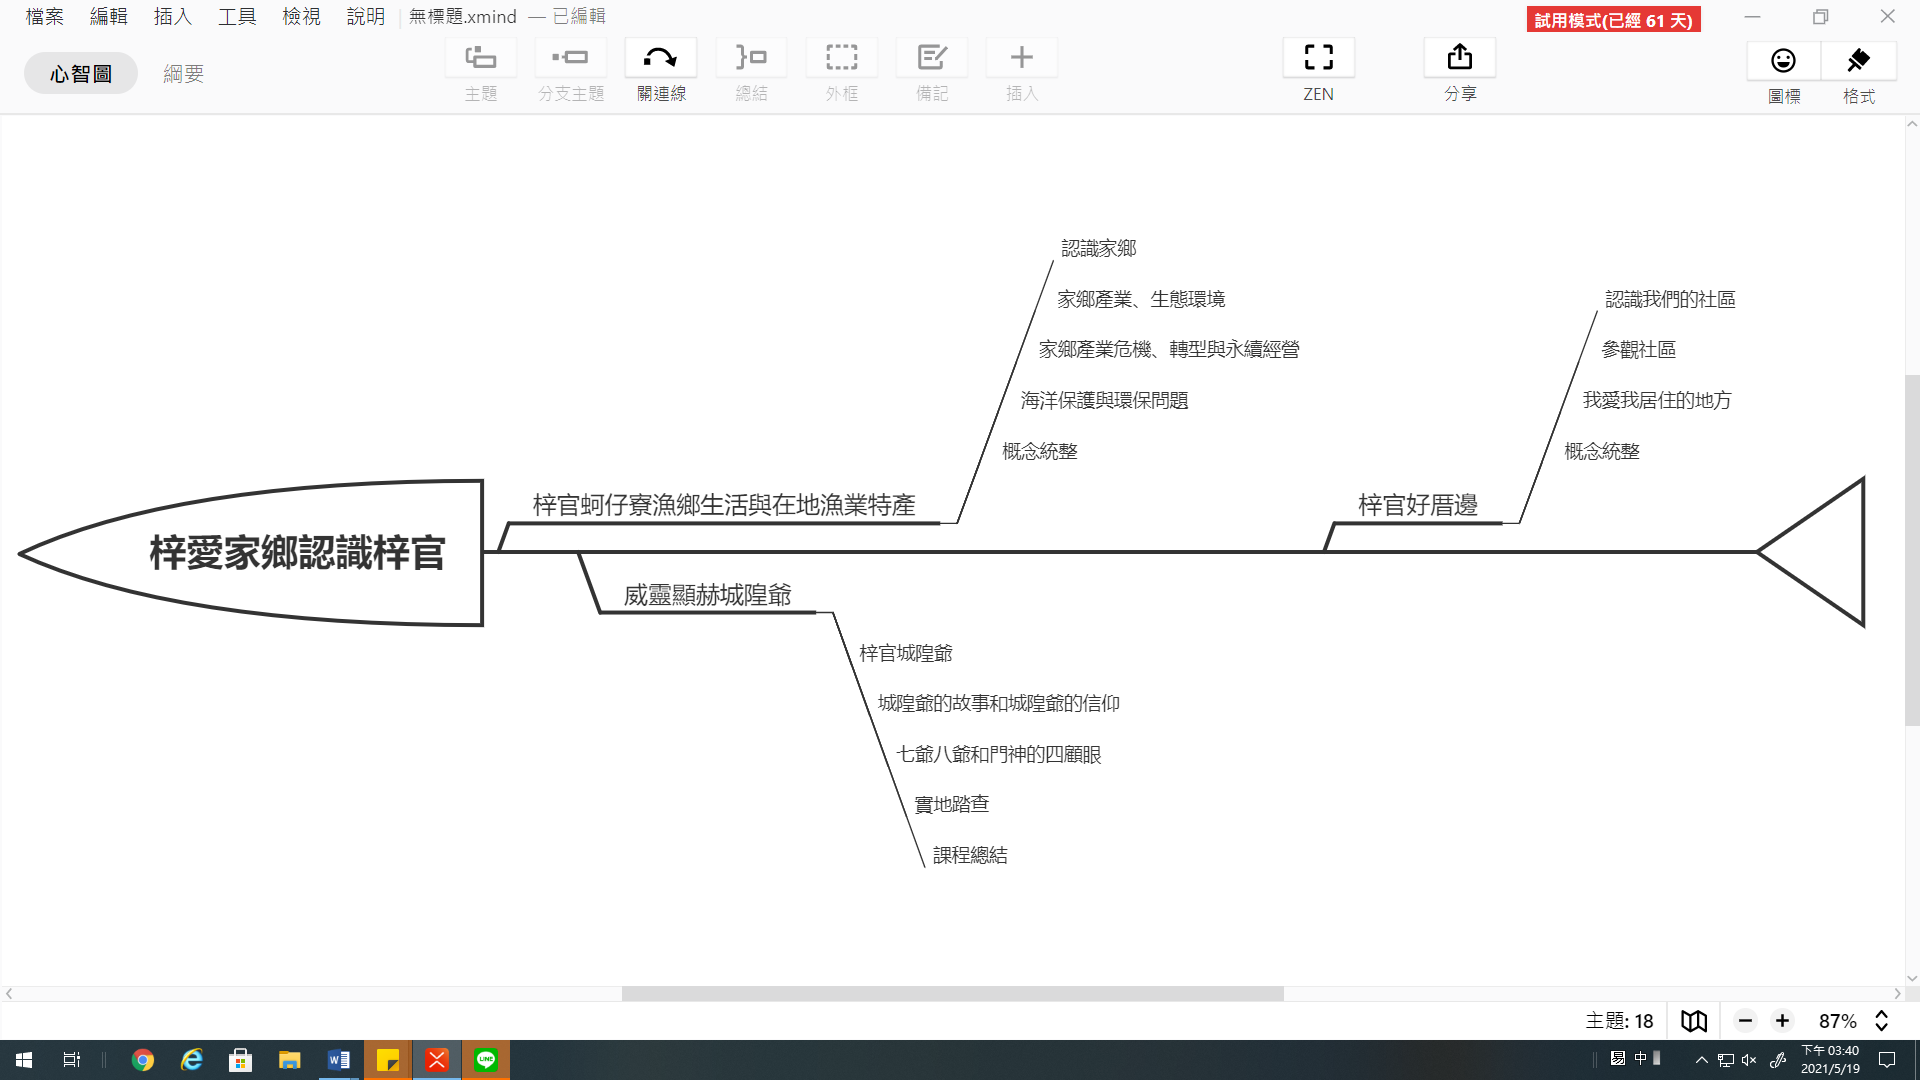 檔案 編輯 插入 工具 檢視 說明 無標題.xmind — 已編輯 試用模式(已經 61 天)
心智圖 綱要 主題 分支主題 關連線 總結 外框 備記 插入 ZEN 分享 圖標 格式
認識家鄉
家鄉產業、生態環境
家鄉產業危機、轉型與永續經營
海洋保護與環保問題
概念統整
認識我們的社區
參觀社區
我愛我居住的地方
概念統整
梓官蚵仔寮漁鄉生活與在地漁業特產
梓官好厝邊
梓愛家鄉認識梓官
威靈顯赫城隍爺
梓官城隍爺
城隍爺的故事和城隍爺的信仰
七爺八爺和門神的四顧眼
實地踏查
課程總結
主題: 18 87%
易 中 下午 03:40
2021/5/19